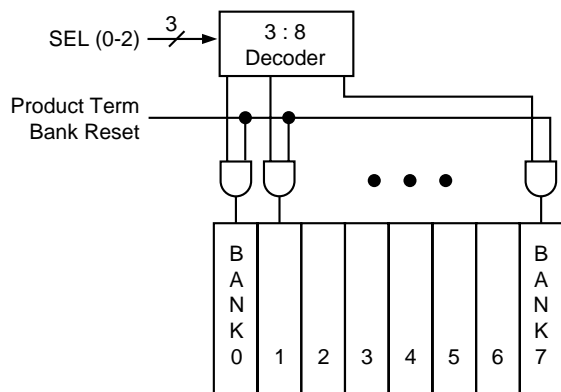 3
SEL (0-2)
3 : 8
Decoder
Product Term
Bank Reset
B
A
N
K
0
1
2
3
4
5
6
B
A
N
K
7